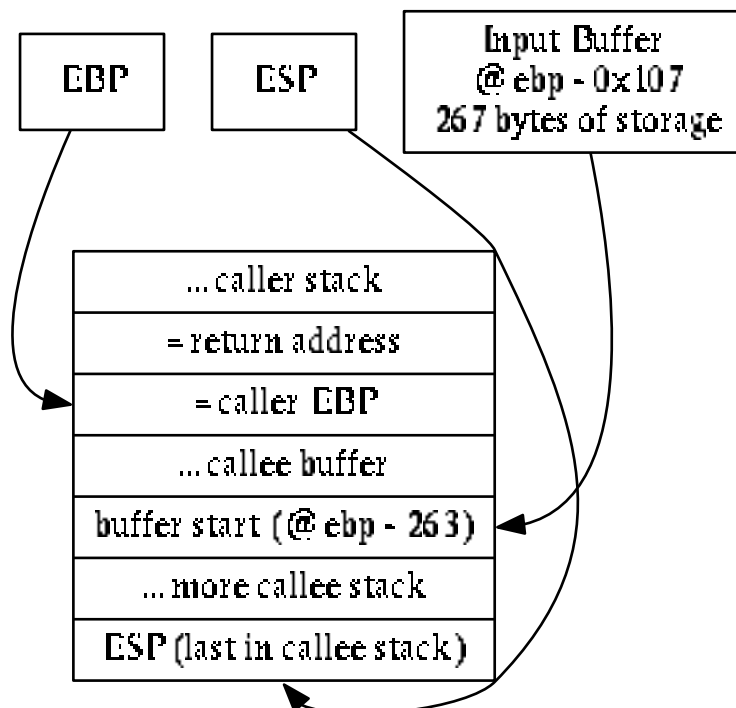 EBP
ESP
Input Buffer
@ ebp - 0x107
267 bytes of storage
... caller stack
= return address
= caller EBP
... callee buffer
buffer start (@ ebp - 263)
... more callee stack
ESP (last in callee stack)